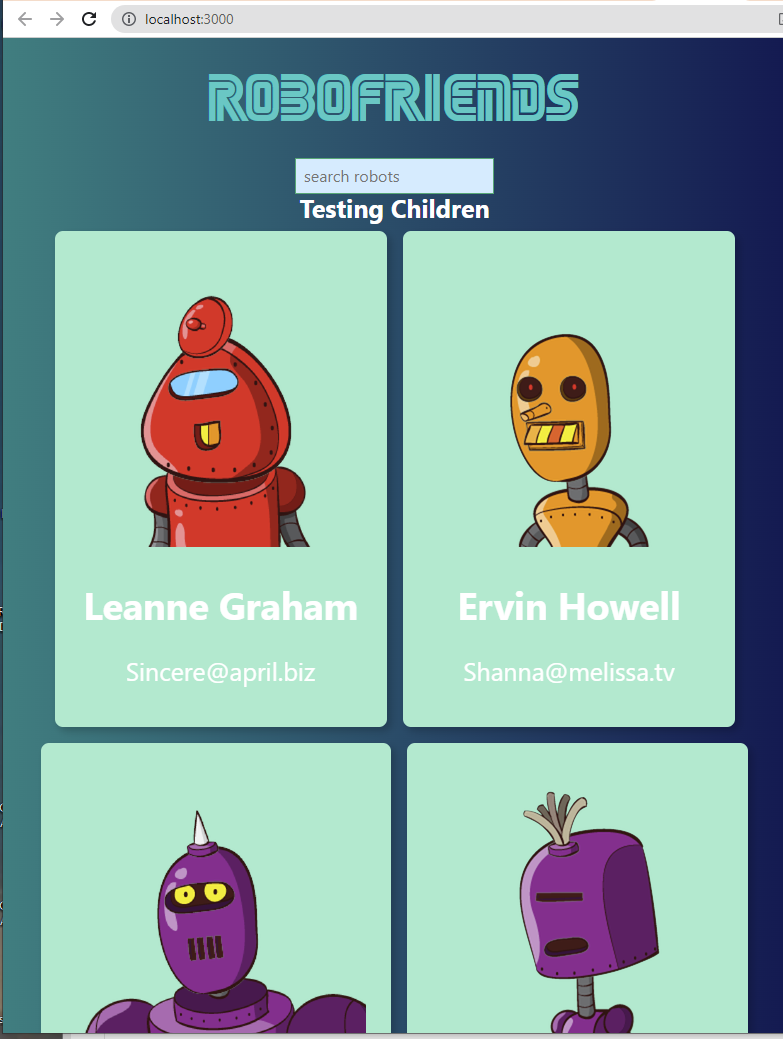 localhost:3000
ROBOFRIENDS
search robots
Testing Children
Leanne Graham
Ervin Howell
Sincere@april.biz
Shanna@melissa.tv